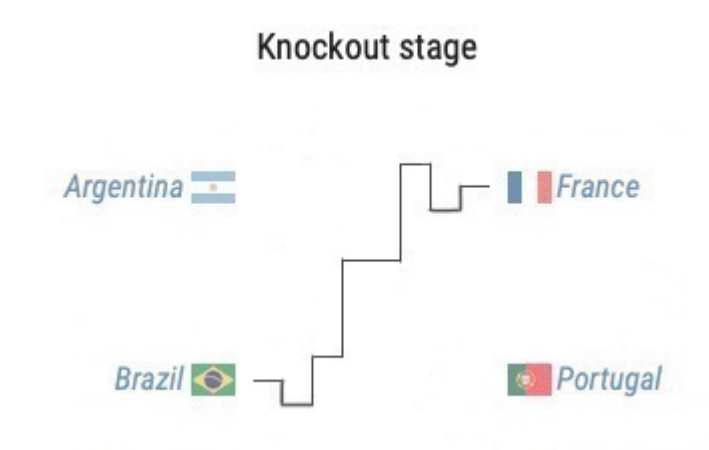 Knockout stage
Argentina
France
Brazil
Portugal